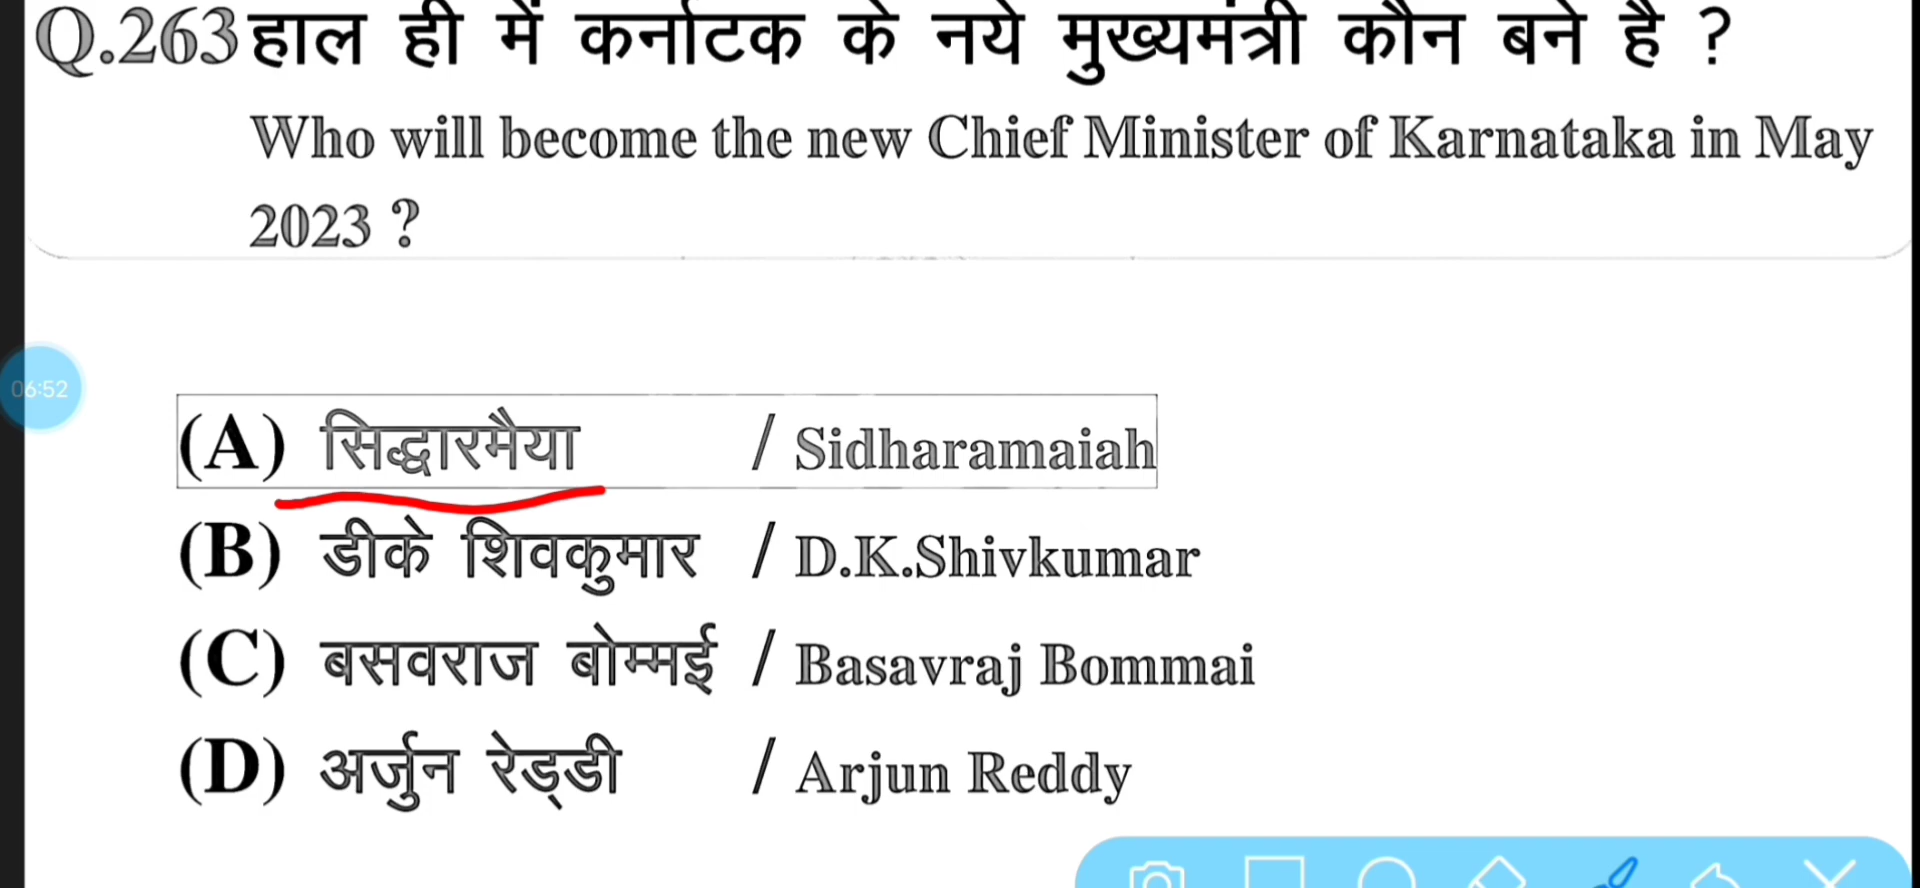 Q.263 हाल ही में कर्नाटक के नये मुख्यमंत्री कौन बने है ?
Who will become the new Chief Minister of Karnataka in May
2023 ?
06:52
(A) सिद्धारमैया / Sidharamaiah
(B) डीके शिवकुमार / D.K.Shivkumar
(C) बसवराज बोम्मई / Basavraj Bommai
(D) अर्जुन रेड्डी / Arjun Reddy